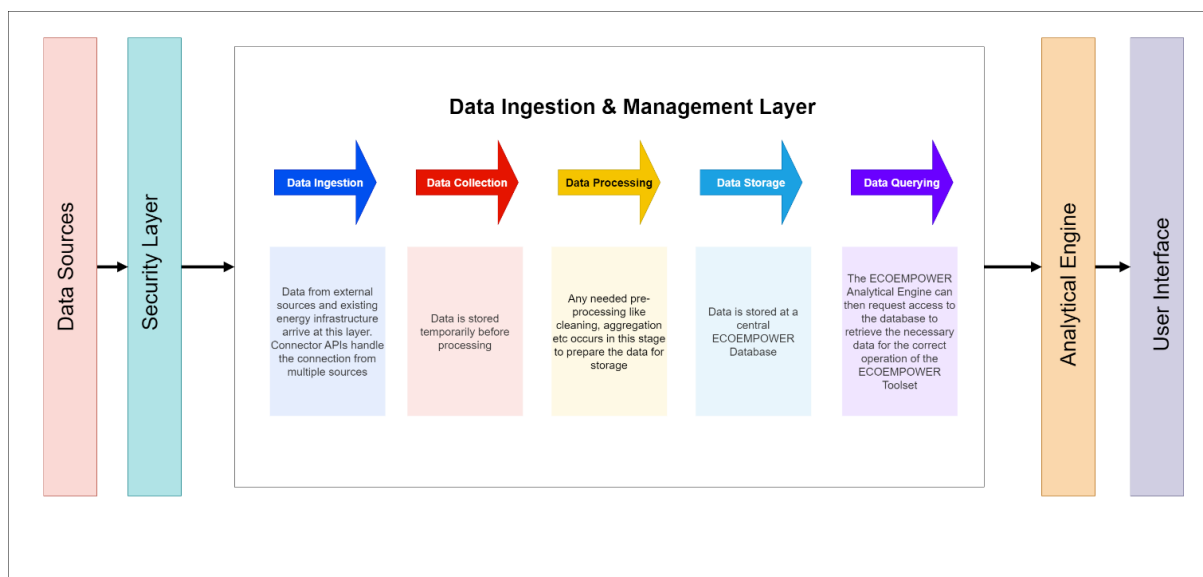 Data Sources
Security Layer
Data Ingestion & Management Layer
Data Ingestion
Data Collection
Data Processing
Data Storage
Data Querying
Data from external
sources and existing
energy infrastructure
arrive at this layer.
Connector APIs handle
the connection from
multiple sources
Data is stored
temporarily before
processing
Any needed pre-
processing like
cleaning, aggregation
etc occurs in this stage
to prepare the data for
storage
Data is stored at a
central
ECOEMPOWER
Database
The ECOEMPOWER
Analytical Engine can
then request access to
the database to
retrieve the necessary
data for the correct
operation of the
ECOEMPOWER
Toolset
Analytical Engine
User Interface